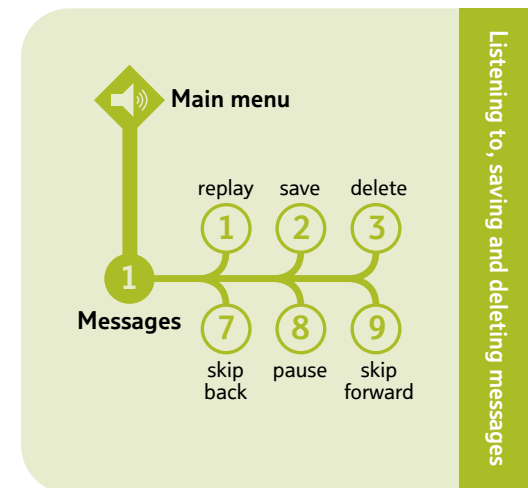 Main menu
replay save delete
1 2 3
1
Messages
7 8 9
skip back pause skip forward
Listening to, saving and deleting messages